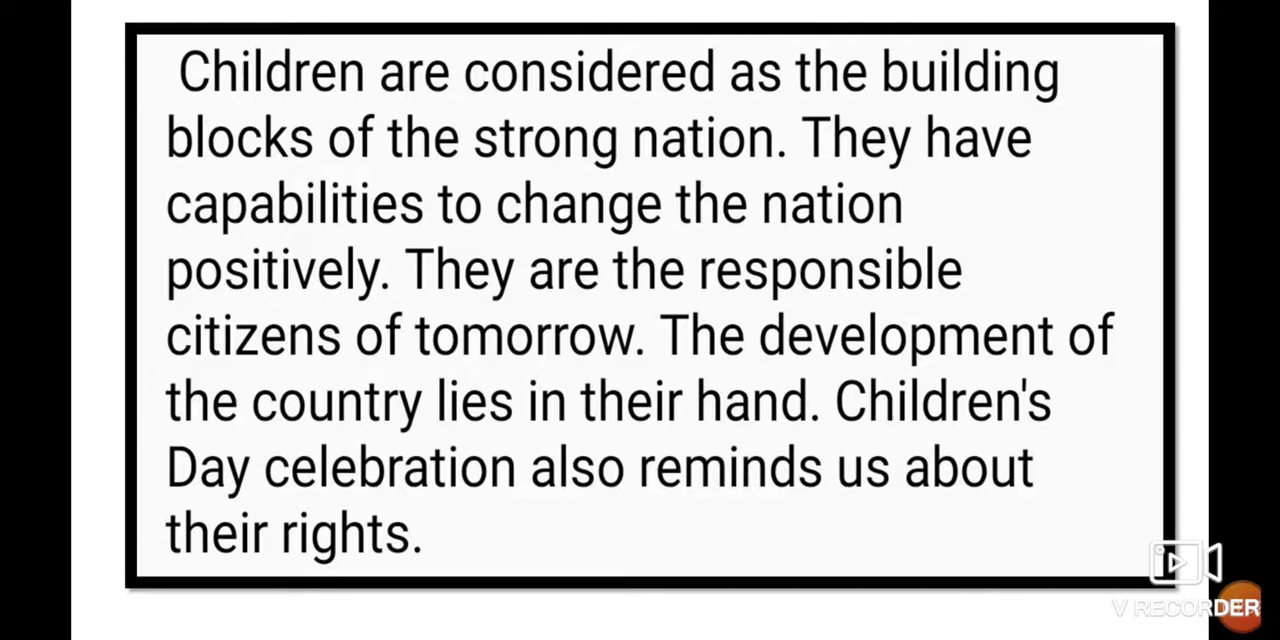 Children are considered as the building
blocks of the strong nation. They have
capabilities to change the nation
positively. They are the responsible
citizens of tomorrow. The development of
the country lies in their hand. Children's
Day celebration also reminds us about
their rights.
V RECORDER